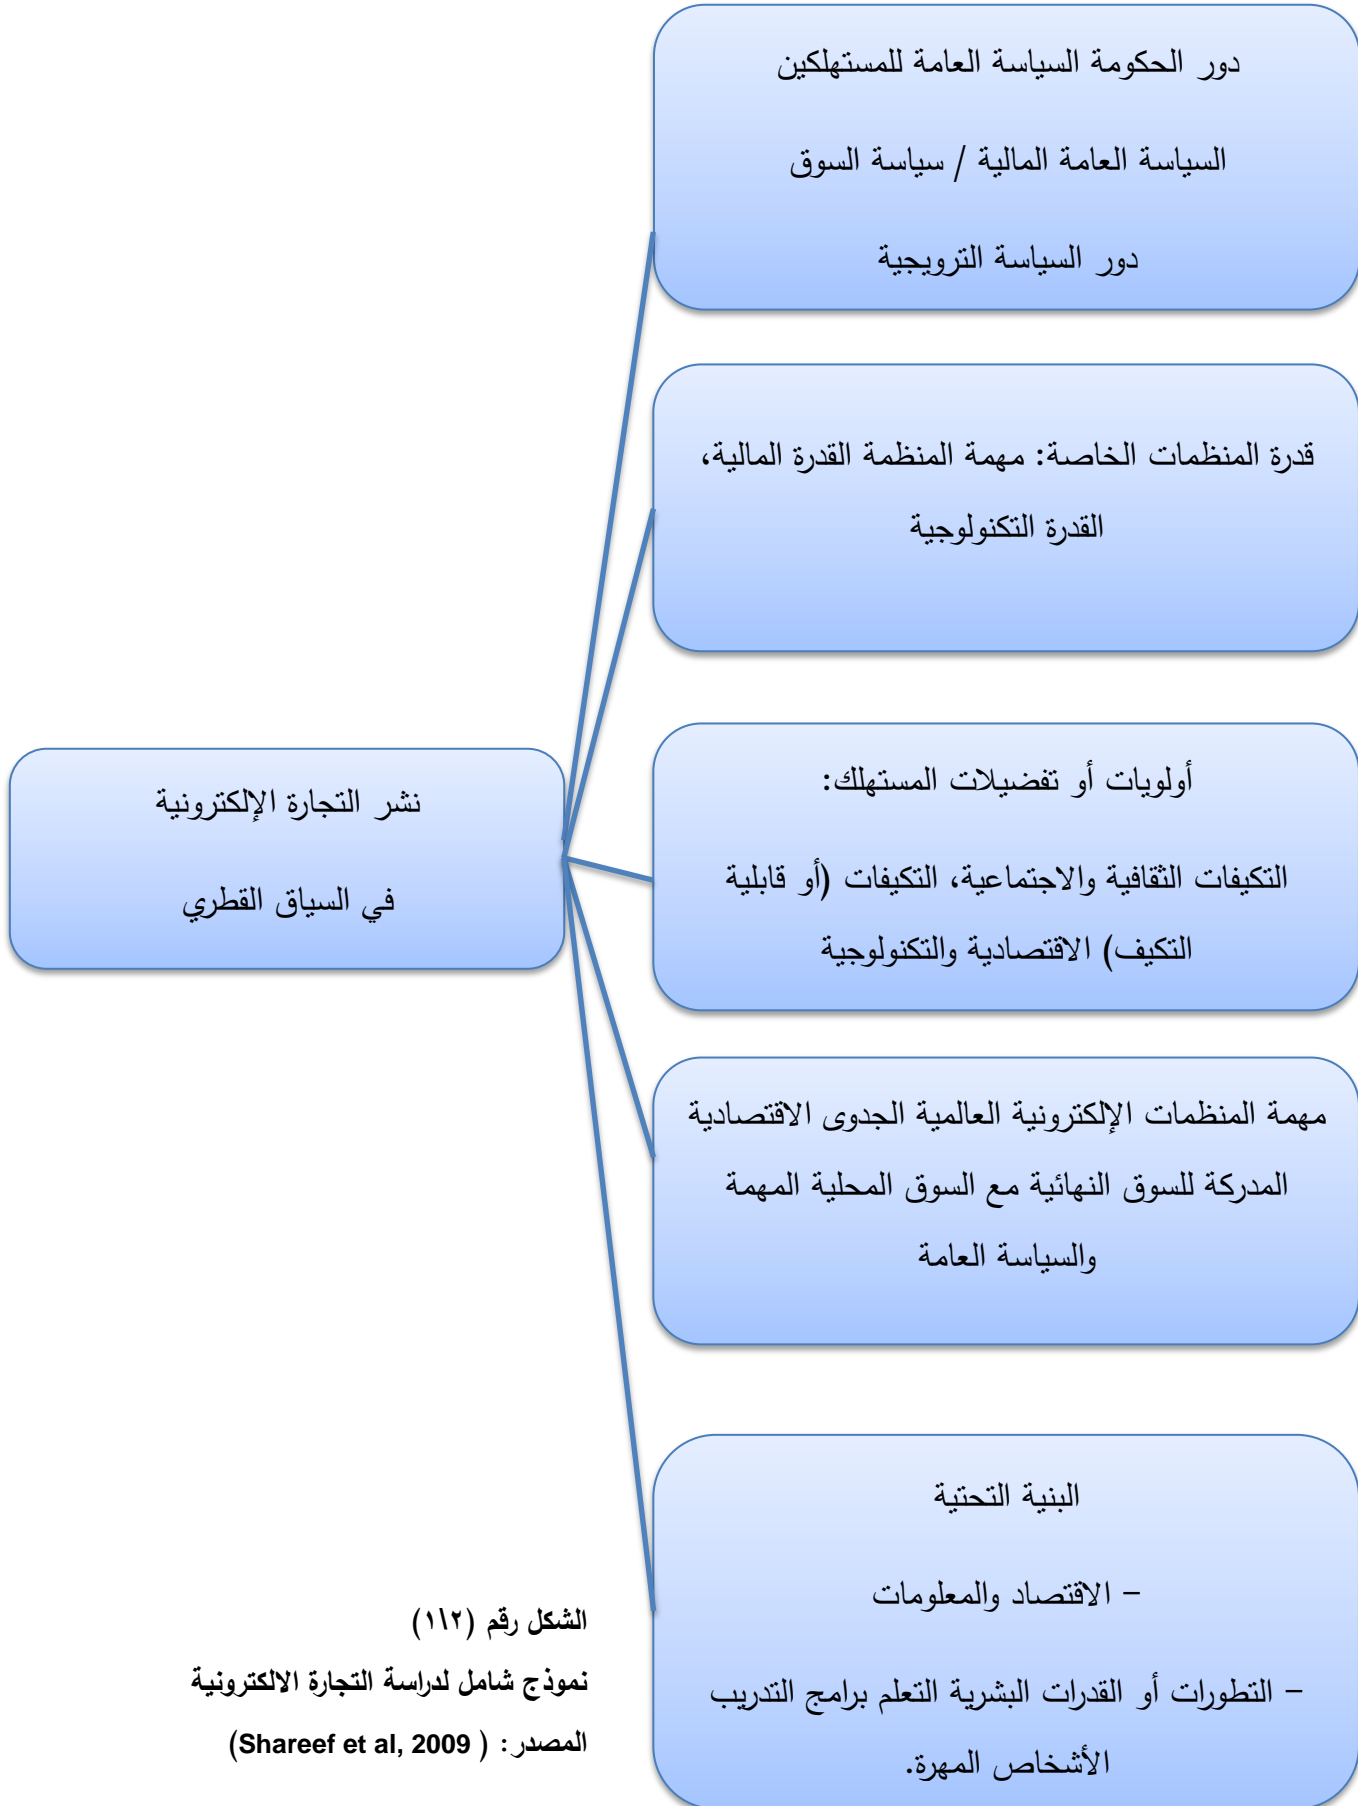 دور الحكومة السياسة العامة للمستهلكين
السياسة العامة المالية / سياسة السوق
دور السياسة الترويجية
قدرة المنظمات الخاصة: مهمة المنظمة القدرة المالية،
القدرة التكنولوجية
أولويات أو تفضيلات المستهلك:
التكيفات الثقافية والاجتماعية، التكيفات (أو قابلية
التكيف) الاقتصادية والتكنولوجية
نشر التجارة الإلكترونية
في السياق القطري
مهمة المنظمات الإلكترونية العالمية الجدوى الاقتصادية
المدركة للسوق النهائية مع السوق المحلية المهمة
والسياسة العامة
البنية التحتية
– الاقتصاد والمعلومات
– التطورات أو القدرات البشرية التعلم برامج التدريب
الأشخاص المهرة.
الشكل رقم (٢\١)
نموذج شامل لدراسة التجارة الالكترونية
المصدر: ( Shareef et al, 2009)